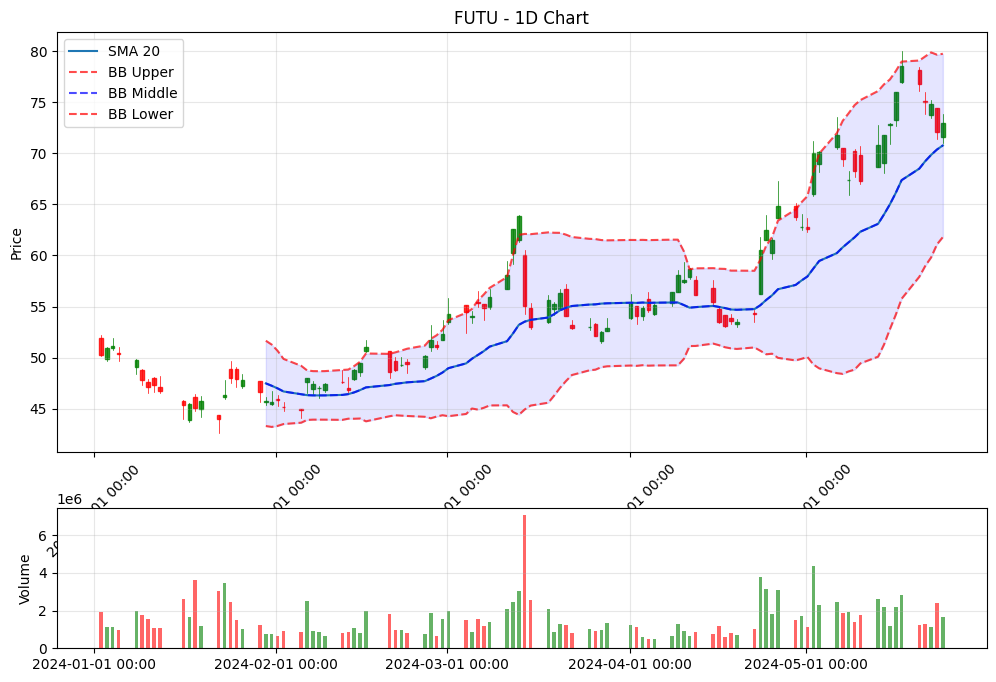 FUTU - 1D Chart
SMA 20
BB Upper
BB Middle
BB Lower
Price
80
75
70
65
60
55
50
45
01 00:00
01 00:00
01 00:00
01 00:00
01 00:00
1e6
Volume
6
4
2
0
2024-01-01 00:00
2024-02-01 00:00
2024-03-01 00:00
2024-04-01 00:00
2024-05-01 00:00